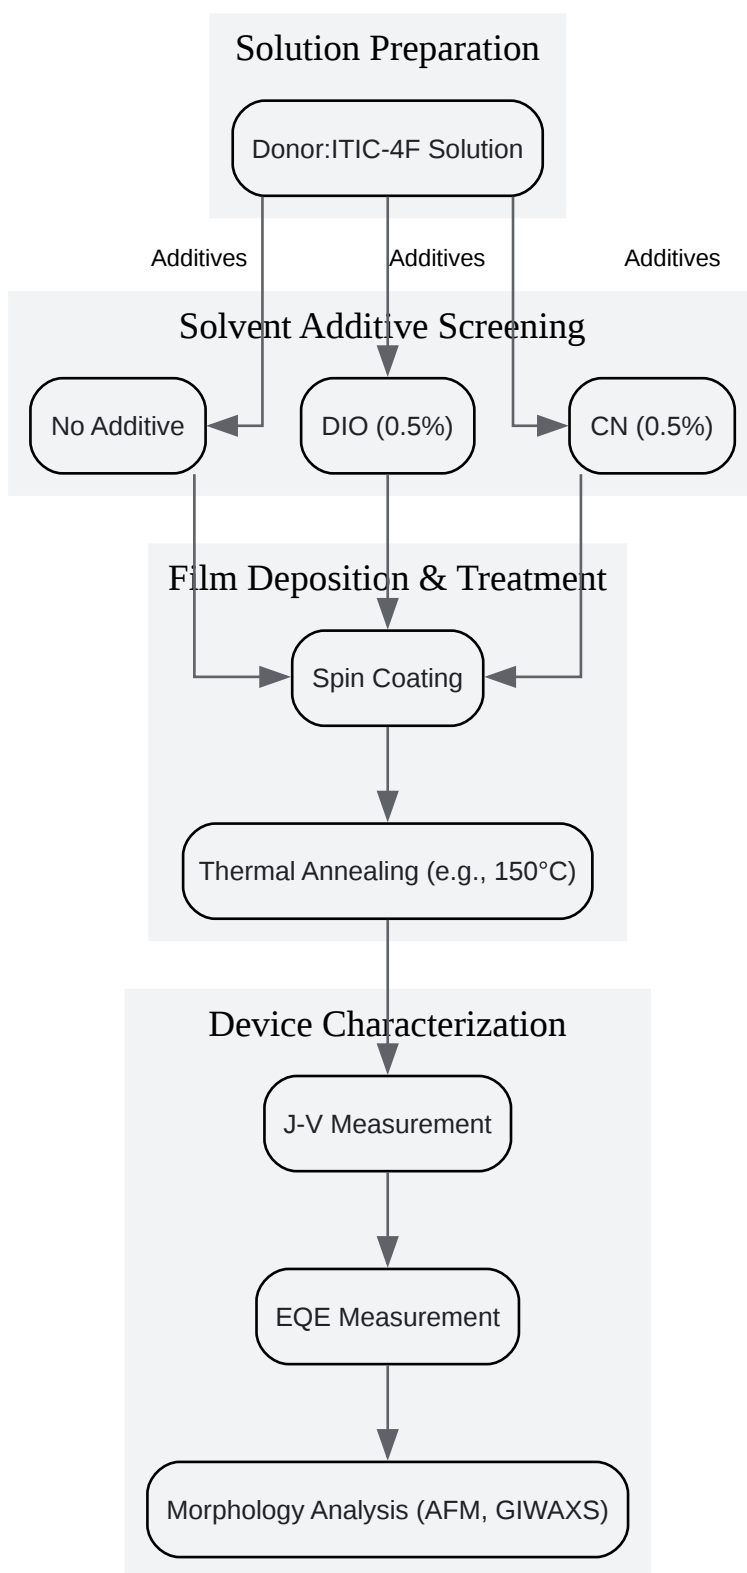 Solution Preparation
Donor:ITIC-4F Solution
Additives
Additives
Additives
Solvent Additive Screening
No Additive
DIO (0.5%)
CN (0.5%)
Film Deposition & Treatment
Spin Coating
Thermal Annealing (e.g., 150°C)
Device Characterization
J-V Measurement
EQE Measurement
Morphology Analysis (AFM, GIWAXS)